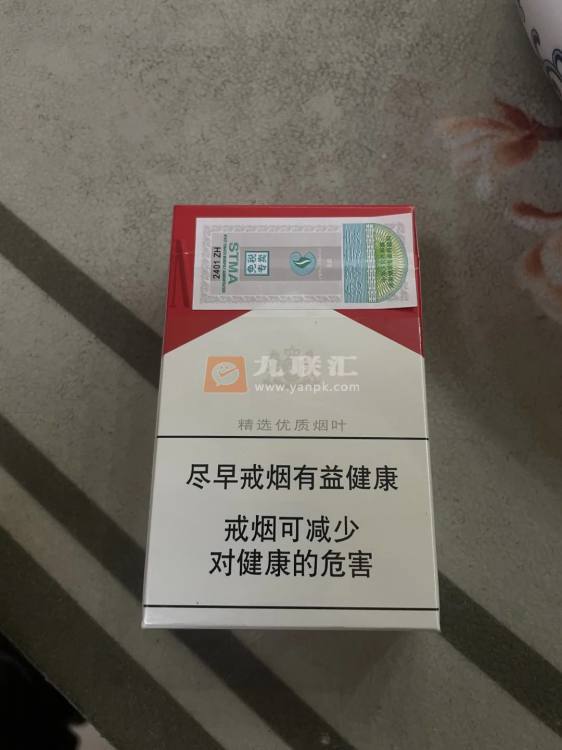 2401 ZH
STMA
免税
专卖
九联汇
www.yanpk.com
精选优质烟叶
尽早戒烟有益健康
戒烟可减少
对健康的危害